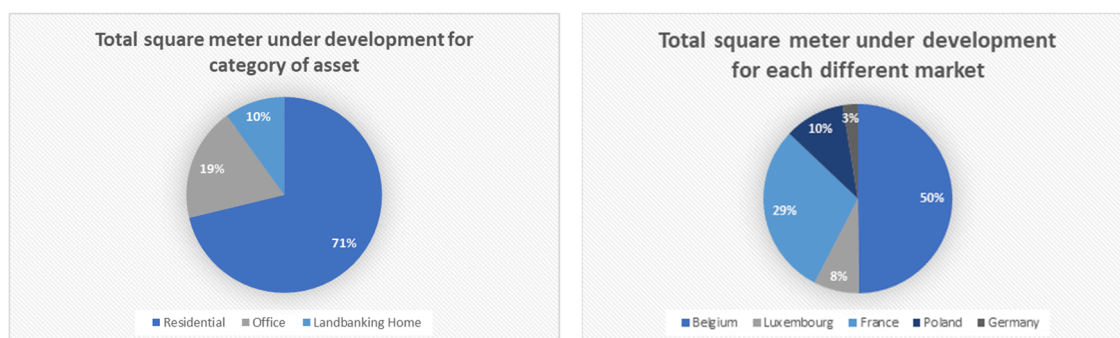 Total square meter under development for
category of asset
10%
19%
71%
Residential Office Landbanking Home
Total square meter under development
for each different market
3%
10%
50%
29%
8%
Belgium Luxembourg France Poland Germany